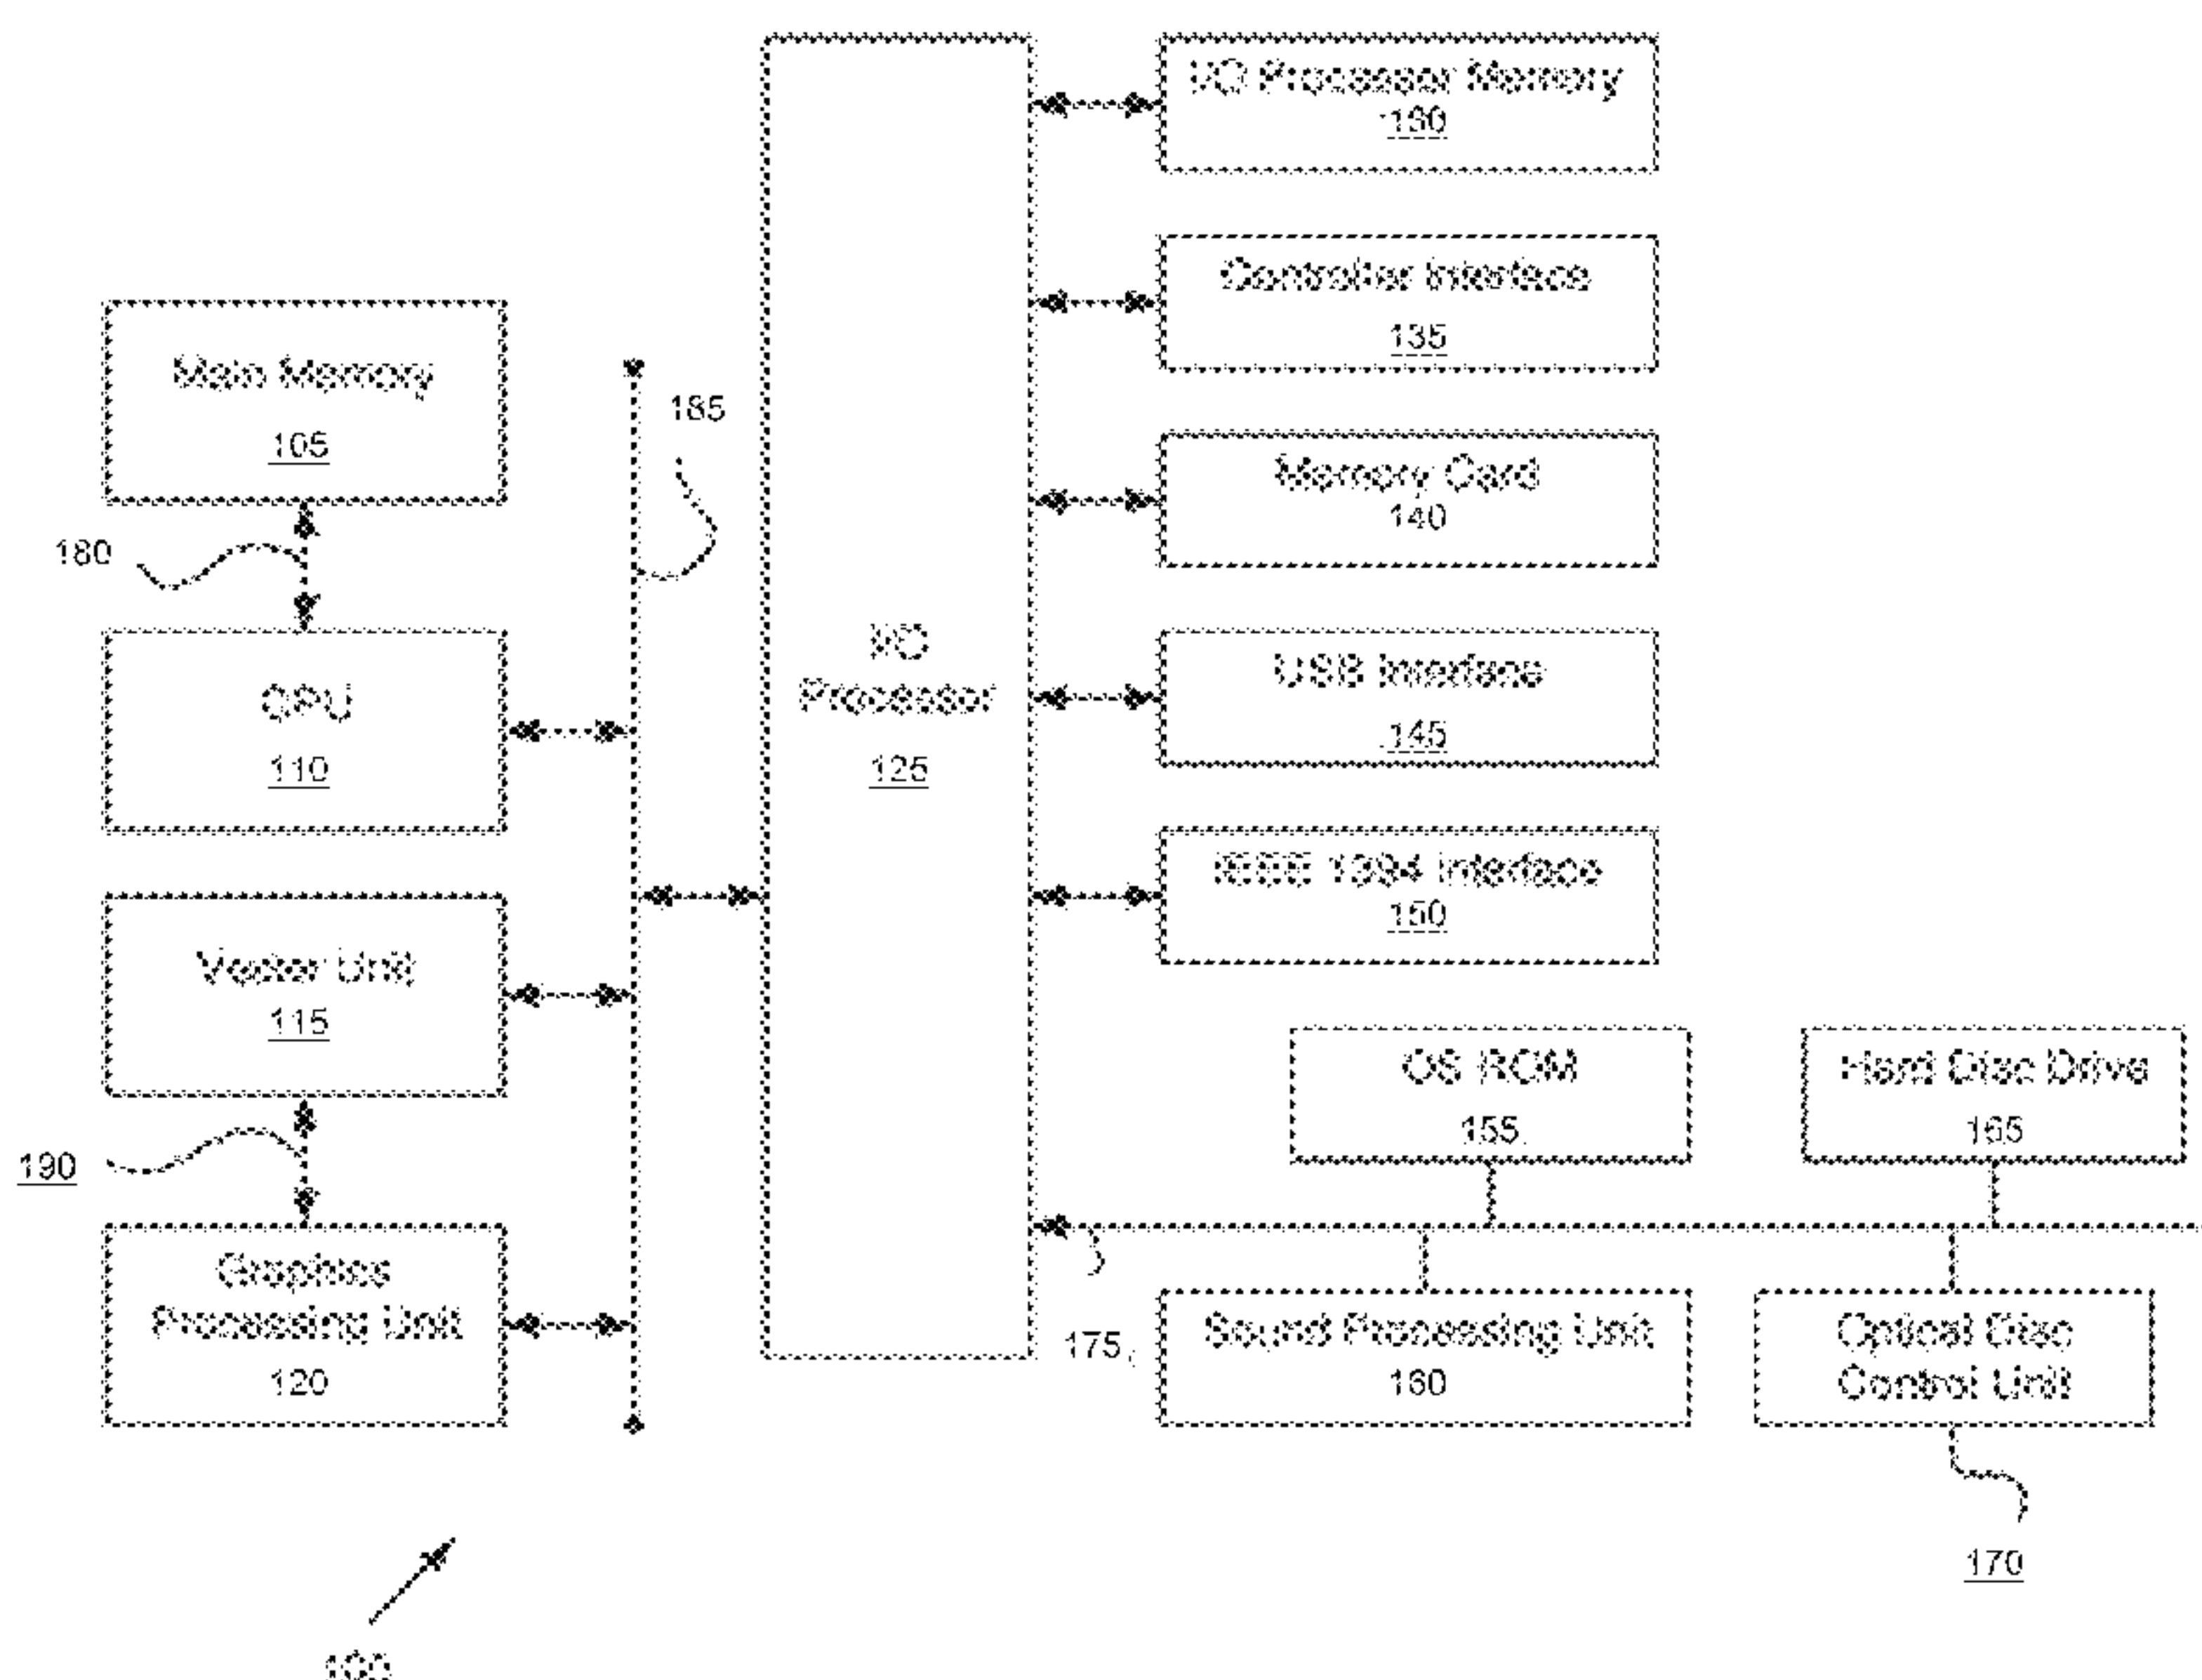 I/O Processor Memory
130
Controller Interface
135
Main Memory
105
185
Memory Card
140
180
I/O
Processor
125
USB Interface
145
CPU
110
IEEE 1394 Interface
150
Vector Unit
115
OS ROM
155
Hard Disc Drive
165
190
Graphics
Processing Unit
120
175
Sound Processing Unit
160
Optical Disc
Control Unit
170
100